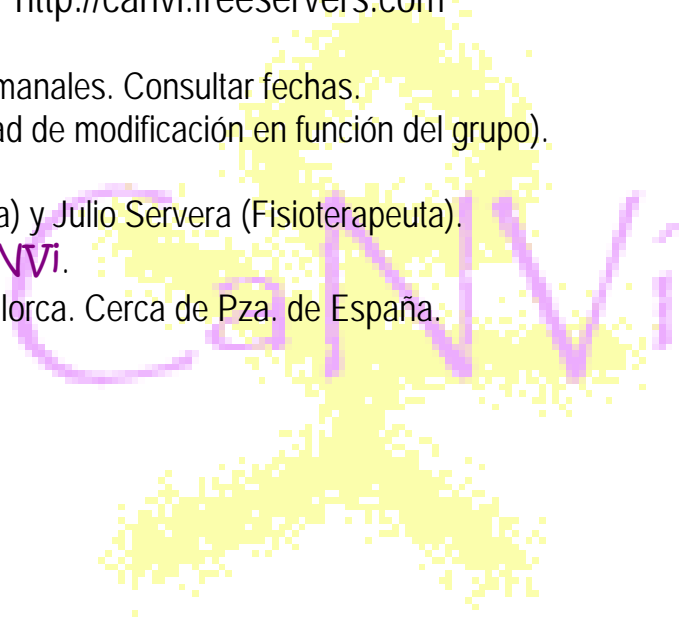 http://canvi.freeservers.com
manales. Consultar fechas.
ad de modificación en función del grupo).
a) y Julio Servera (Fisioterapeuta).
NVi.
llorca. Cerca de Pza. de España.
CaNVi